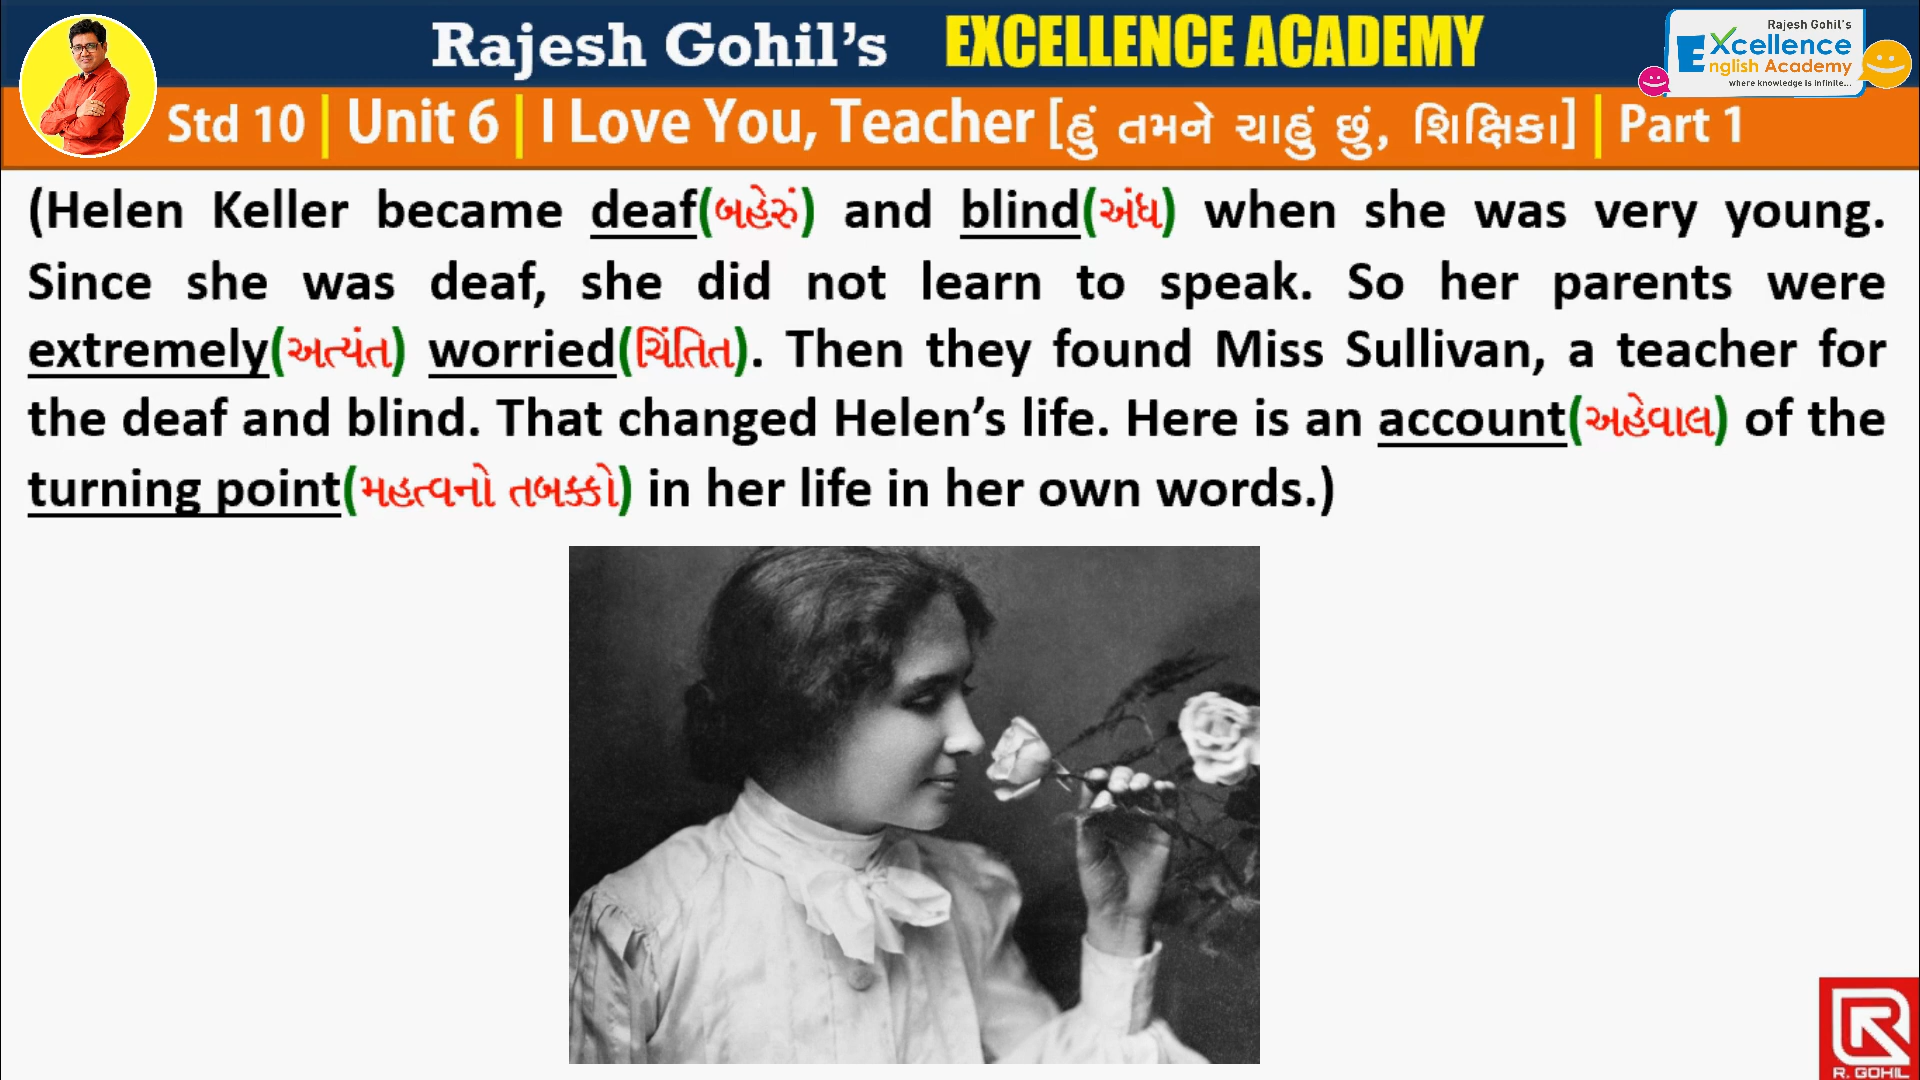 Rajesh Gohil's EXCELLENCE ACADEMY
Rajesh Gohil's
Excellence
English Academy
where knowledge is infinite...
Std 10 | Unit 6 | I Love You, Teacher [હું તમને ચાહું છું, શિક્ષિકા] | Part 1
(Helen Keller became deaf(બહેરું) and blind(અંધ) when she was very young.
Since she was deaf, she did not learn to speak. So her parents were
extremely(અત્યંત) worried(ચિંતિત). Then they found Miss Sullivan, a teacher for
the deaf and blind. That changed Helen's life. Here is an account(અહેવાલ) of the
turning point(મહત્વનો તબક્કો) in her life in her own words.)
R. GOHIL